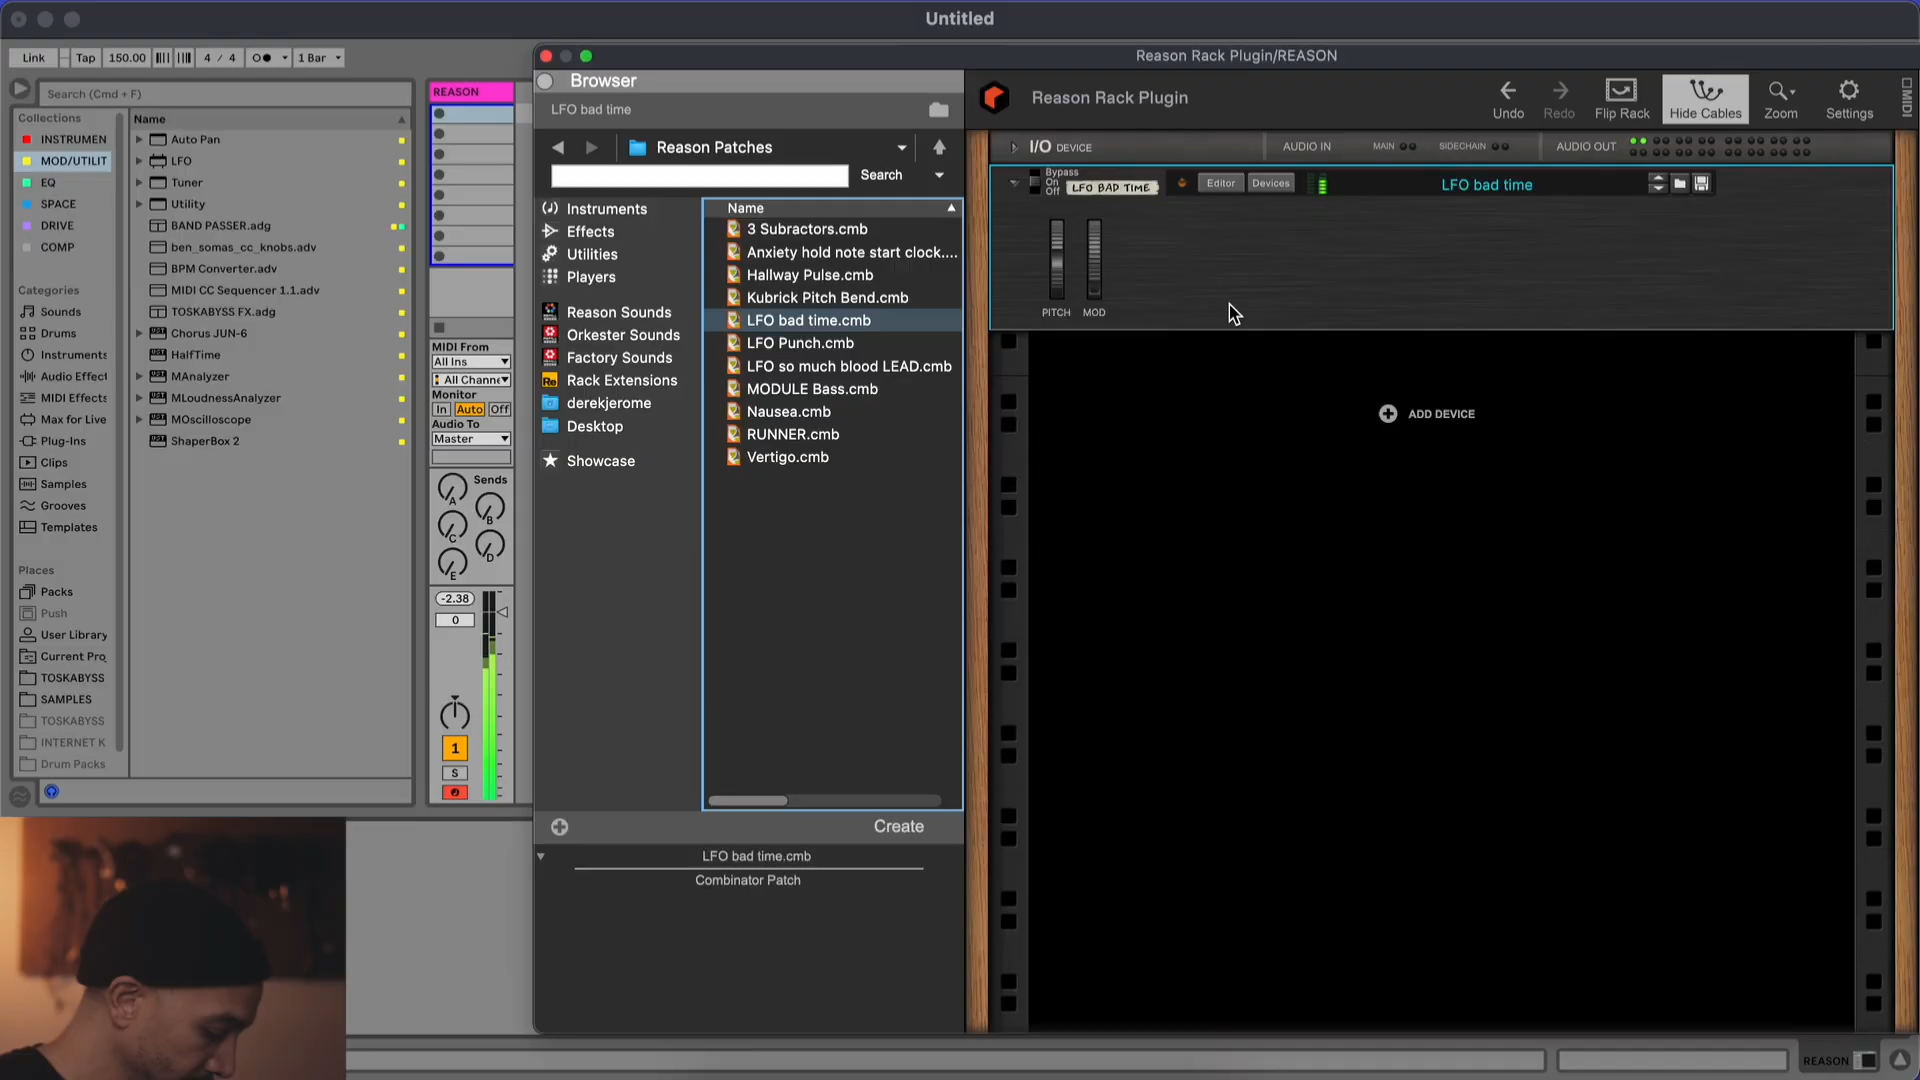 Untitled
Link
Tap
150.00
4 / 4
1 Bar
Search (Cmd + F)
Collections
INSTRUMEN
MOD/UTILIT
EQ
SPACE
DRIVE
COMP
Categories
Sounds
Drums
Instruments
Audio Effect
MIDI Effects
Max for Live
Plug-Ins
Clips
Samples
Grooves
Templates
Places
Packs
Push
User Library
Current Pro
TOSKABYSS
SAMPLES
TOSKABYSS
INTERNET K
Drum Packs
Name
Auto Pan
LFO
Tuner
Utility
BAND PASSER.adg
ben_somas_cc_knobs.adv
BPM Converter.adv
MIDI CC Sequencer 1.1.adv
TOSKABYSS FX.adg
Chorus JUN-6
HalfTime
MAnalyzer
MLoudnessAnalyzer
MOscilloscope
ShaperBox 2
REASON
MIDI From
All Ins
All Channe
Monitor
In Auto Off
Audio To
Master
Sends
A
B
C
D
E
-2.38
0
1
S
Reason Rack Plugin/REASON
Browser
LFO bad time
Reason Patches
Search
Instruments
Effects
Utilities
Players
Reason Sounds
Orkester Sounds
Factory Sounds
Rack Extensions
derekjerome
Desktop
Showcase
Name
3 Subractors.cmb
Anxiety hold note start clock....
Hallway Pulse.cmb
Kubrick Pitch Bend.cmb
LFO bad time.cmb
LFO Punch.cmb
LFO so much blood LEAD.cmb
MODULE Bass.cmb
Nausea.cmb
RUNNER.cmb
Vertigo.cmb
Create
LFO bad time.cmb
Combinator Patch
Reason Rack Plugin
Undo
Redo
Flip Rack
Hide Cables
Zoom
Settings
MIDI
I/O DEVICE
AUDIO IN
MAIN
SIDECHAIN
AUDIO OUT
Bypass
On
Off
LFO BAD TIME
Editor
Devices
LFO bad time
PITCH
MOD
ADD DEVICE
REASON